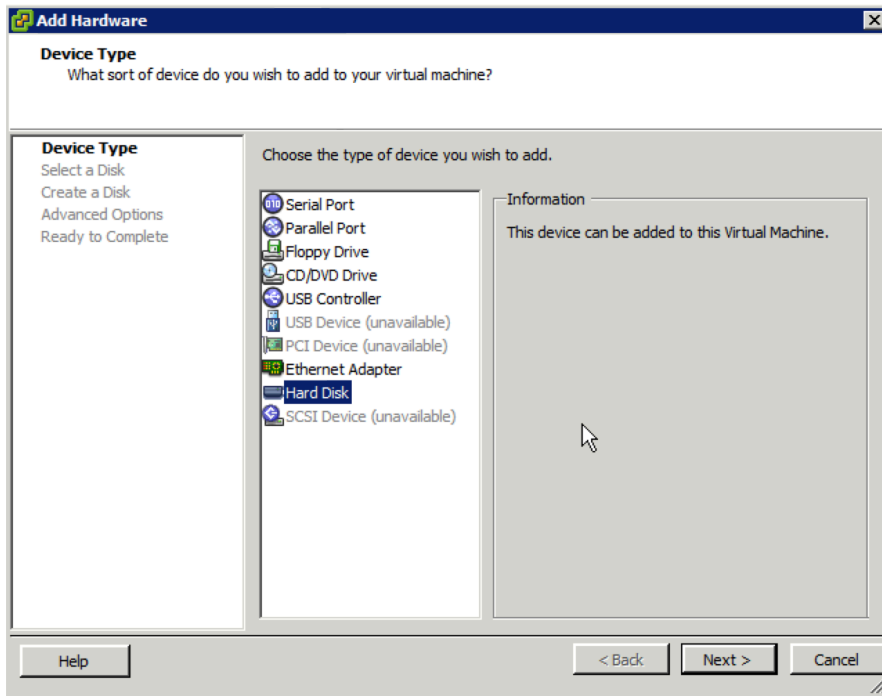 Add Hardware
Device Type
What sort of device do you wish to add to your virtual machine?
Device Type
Select a Disk
Create a Disk
Advanced Options
Ready to Complete
Choose the type of device you wish to add.
Serial Port
Parallel Port
Floppy Drive
CD/DVD Drive
USB Controller
USB Device (unavailable)
PCI Device (unavailable)
Ethernet Adapter
Hard Disk
SCSI Device (unavailable)
Information
This device can be added to this Virtual Machine.
Help
< Back
Next >
Cancel